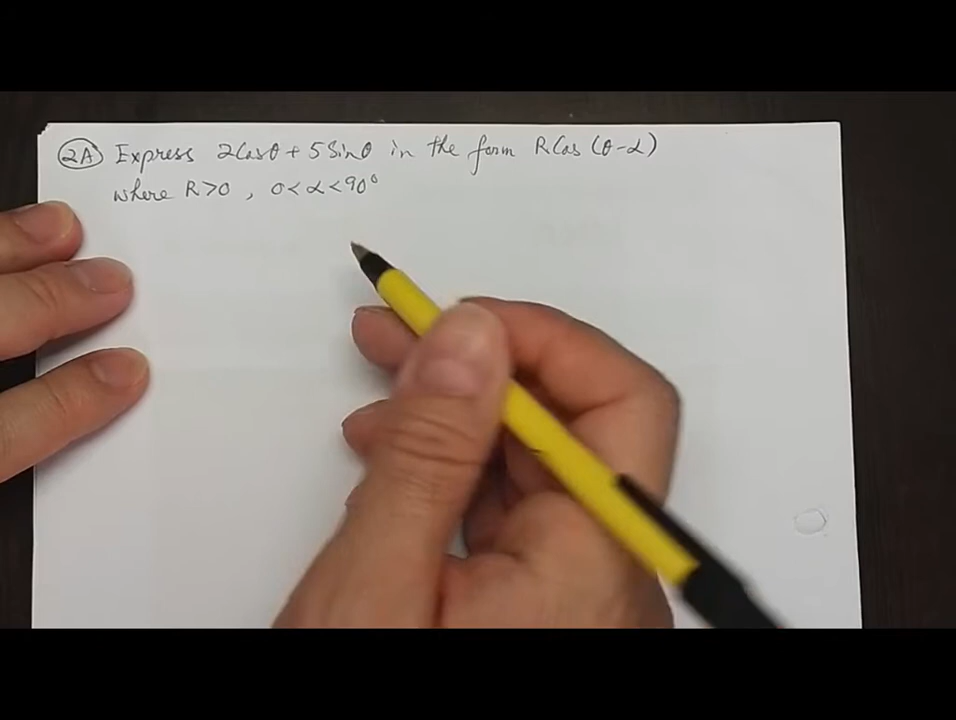 2A Express 2Cosθ + 5Sinθ in the form RCos (θ-α)
where R>0 , 0<α<90°